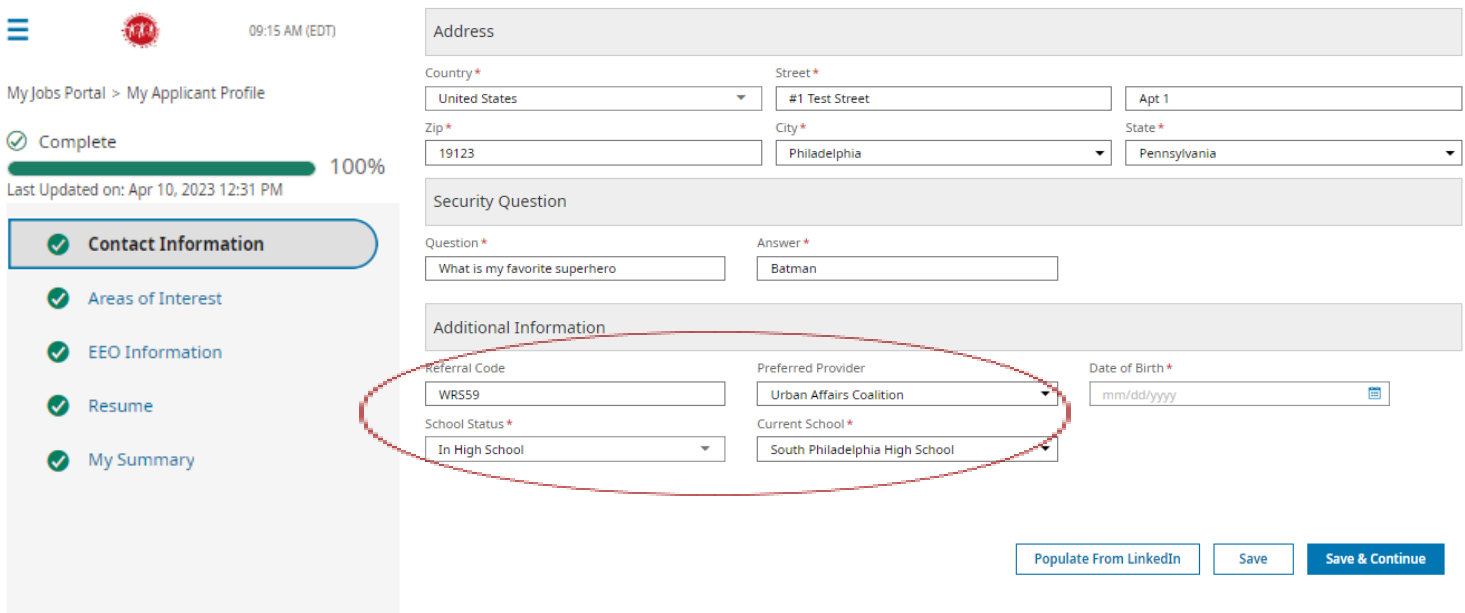 09:15 AM (EDT)
My Jobs Portal > My Applicant Profile
Complete
100%
Last Updated on: Apr 10, 2023 12:31 PM
Contact Information
Areas of Interest
EEO Information
Resume
My Summary
Address
Country * Street *
United States #1 Test Street Apt 1
Zip * City * State *
19123 Philadelphia Pennsylvania
Security Question
Question * Answer *
What is my favorite superhero Batman
Additional Information
Referral Code Preferred Provider Date of Birth *
WRS59 Urban Affairs Coalition mm/dd/yyyy
School Status * Current School *
In High School South Philadelphia High School
Populate From LinkedIn Save Save & Continue